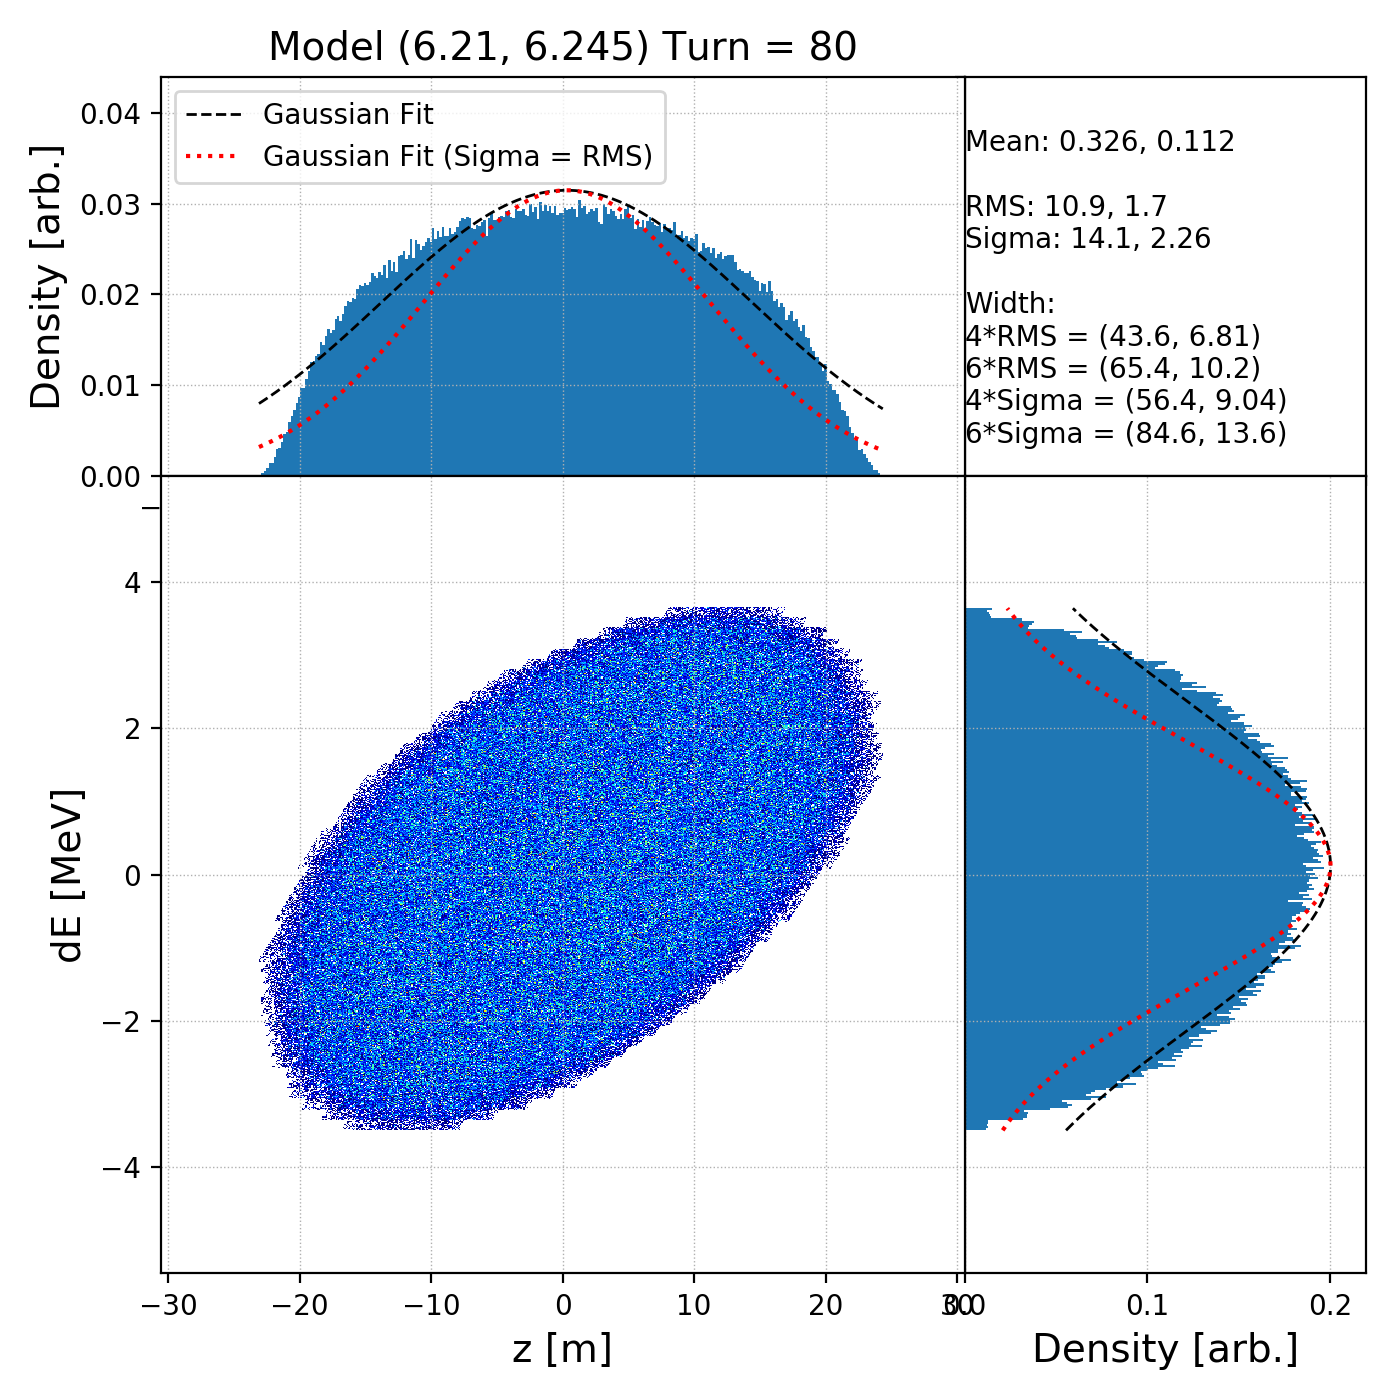 Model (6.21, 6.245) Turn = 80
Gaussian Fit
Gaussian Fit (Sigma = RMS)
0.04
0.03
0.02
0.01
0.00
Density [arb.]
Mean: 0.326, 0.112
RMS: 10.9, 1.7
Sigma: 14.1, 2.26
Width:
4*RMS = (43.6, 6.81)
6*RMS = (65.4, 10.2)
4*Sigma = (56.4, 9.04)
6*Sigma = (84.6, 13.6)
4
2
0
−2
−4
dE [MeV]
−30 −20 −10 0 10 20 30
z [m]
0.0 0.1 0.2
Density [arb.]